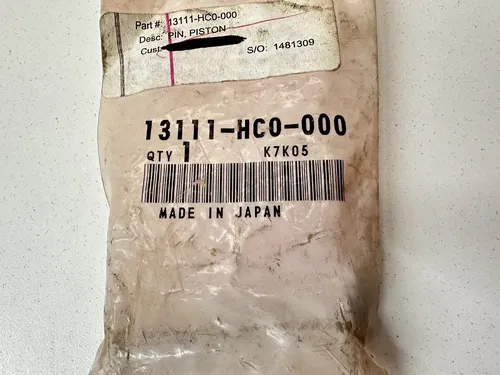 Part #: 13111-HC0-000
Desc: PIN, PISTON
Cust
S/O: 1481309
13111-HC0-000
QTY 1 K7K05
MADE IN JAPAN